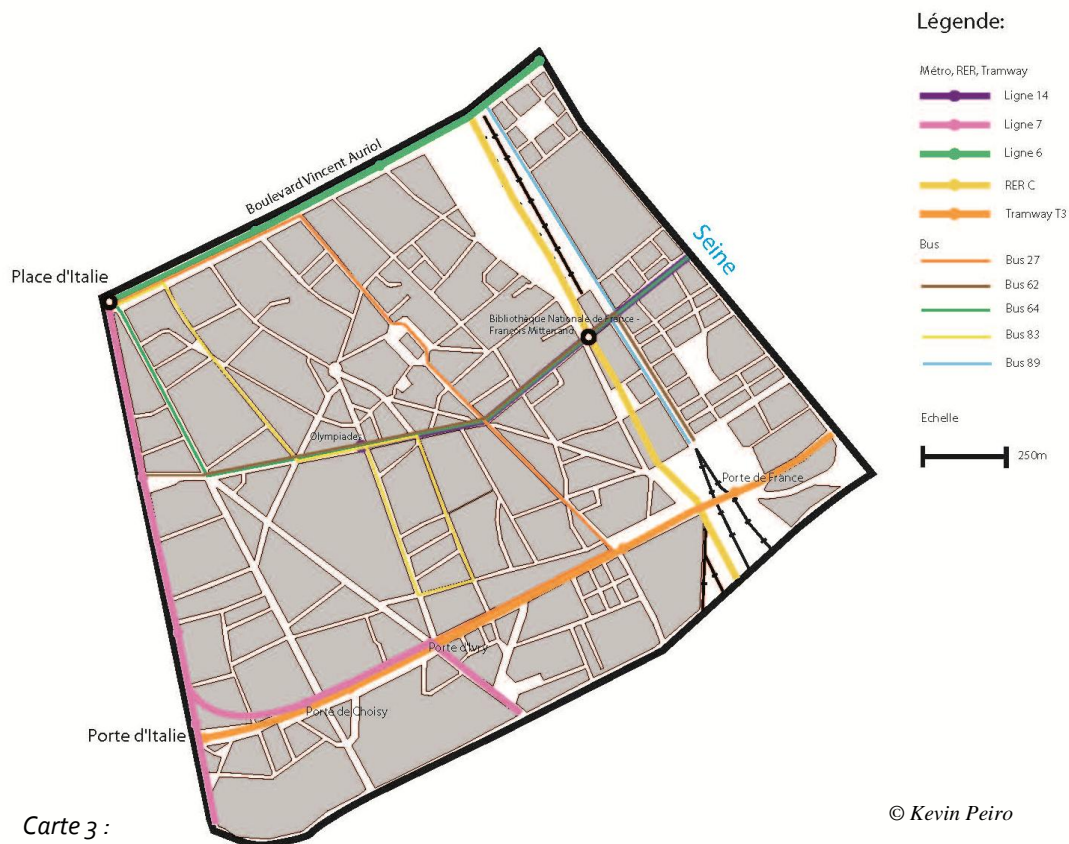 Légende:
Métro, RER, Tramway
Ligne 14
Ligne 7
Ligne 6
RER C
Tramway T3
Bus
Bus 27
Bus 62
Bus 64
Bus 83
Bus 89
Echelle
250m
Boulevard Vincent Auriol
Place d'Italie
Seine
Bibliothèque Nationale de France -
François Mitterrand
Olympiades
Porte de France
Porte d'Ivry
Porte de Choisy
Porte d'Italie
Carte 3 :
© Kevin Peiro